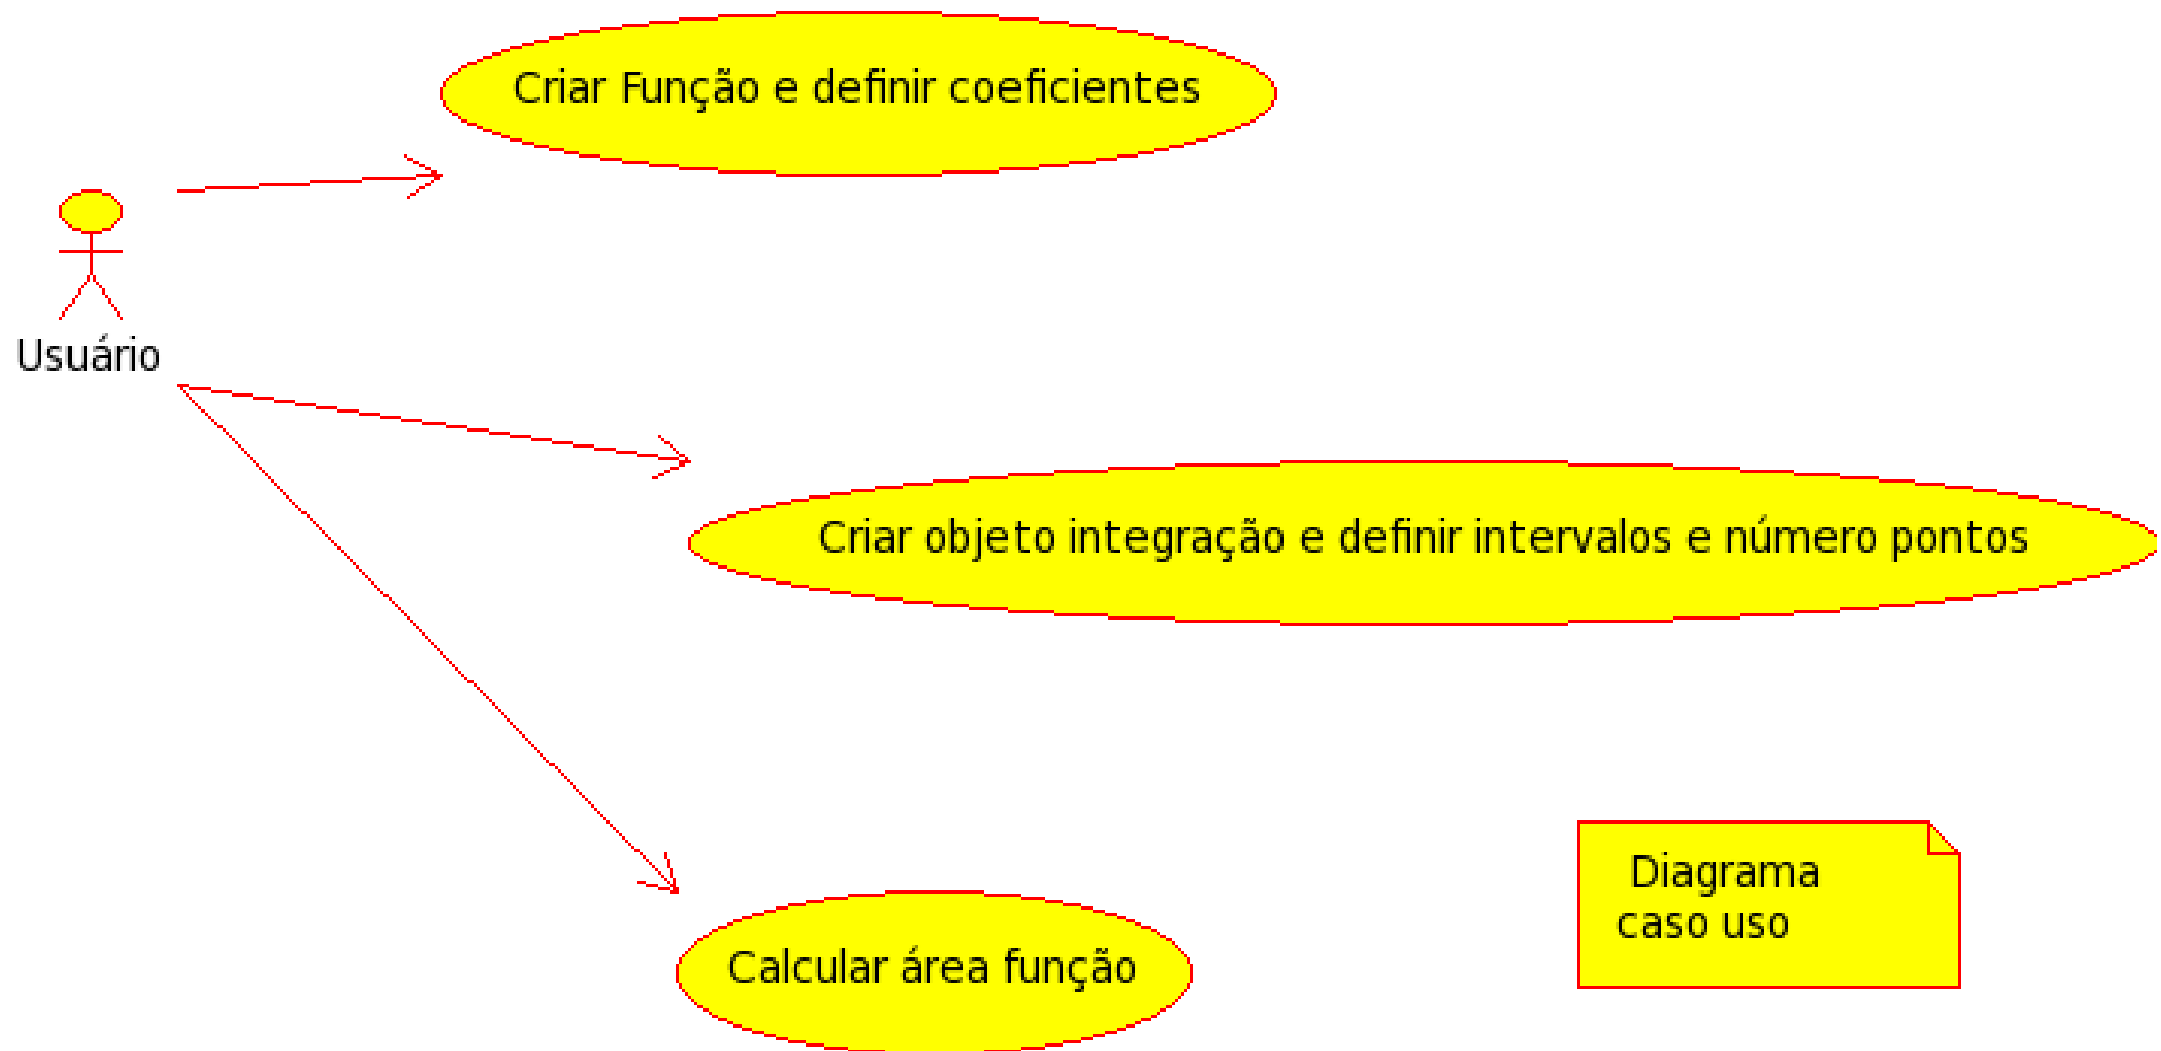 Criar Função e definir coeficientes
Usuário
Criar objeto integração e definir intervalos e número pontos
Diagrama
caso uso
Calcular área função